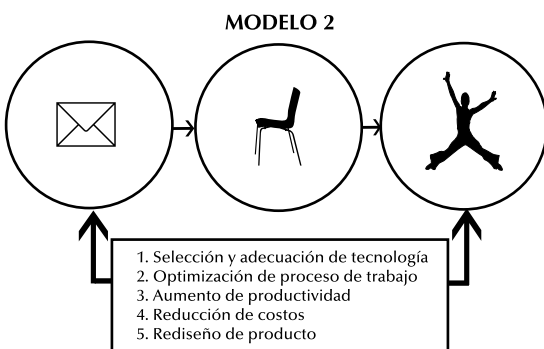 MODELO 2
1. Selección y adecuación de tecnología
2. Optimización de proceso de trabajo
3. Aumento de productividad
4. Reducción de costos
5. Rediseño de producto